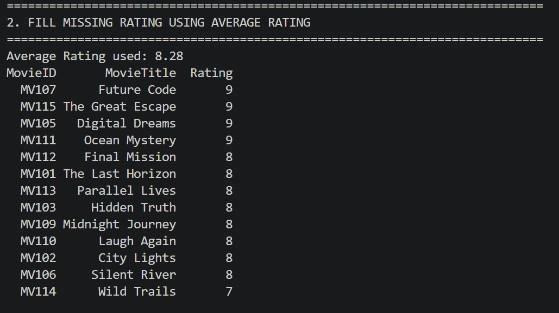 ================================================================================
2. FILL MISSING RATING USING AVERAGE RATING
================================================================================
Average Rating used: 8.28
MovieID MovieTitle Rating
MV107 Future Code 9
MV115 The Great Escape 9
MV105 Digital Dreams 9
MV111 Ocean Mystery 9
MV112 Final Mission 8
MV101 The Last Horizon 8
MV113 Parallel Lives 8
MV103 Hidden Truth 8
MV109 Midnight Journey 8
MV110 Laugh Again 8
MV102 City Lights 8
MV106 Silent River 8
MV114 Wild Trails 7